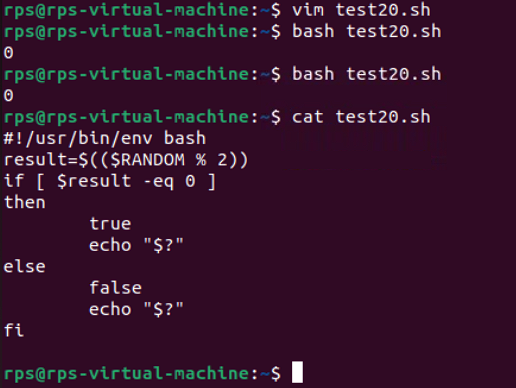 rps@rps-virtual-machine:~$ vim test20.sh
rps@rps-virtual-machine:~$ bash test20.sh
0
rps@rps-virtual-machine:~$ bash test20.sh
0
rps@rps-virtual-machine:~$ cat test20.sh
#!/usr/bin/env bash
result=$(($RANDOM % 2))
if [ $result -eq 0 ]
then
        true
        echo "$?"
else
        false
        echo "$?"
fi

rps@rps-virtual-machine:~$